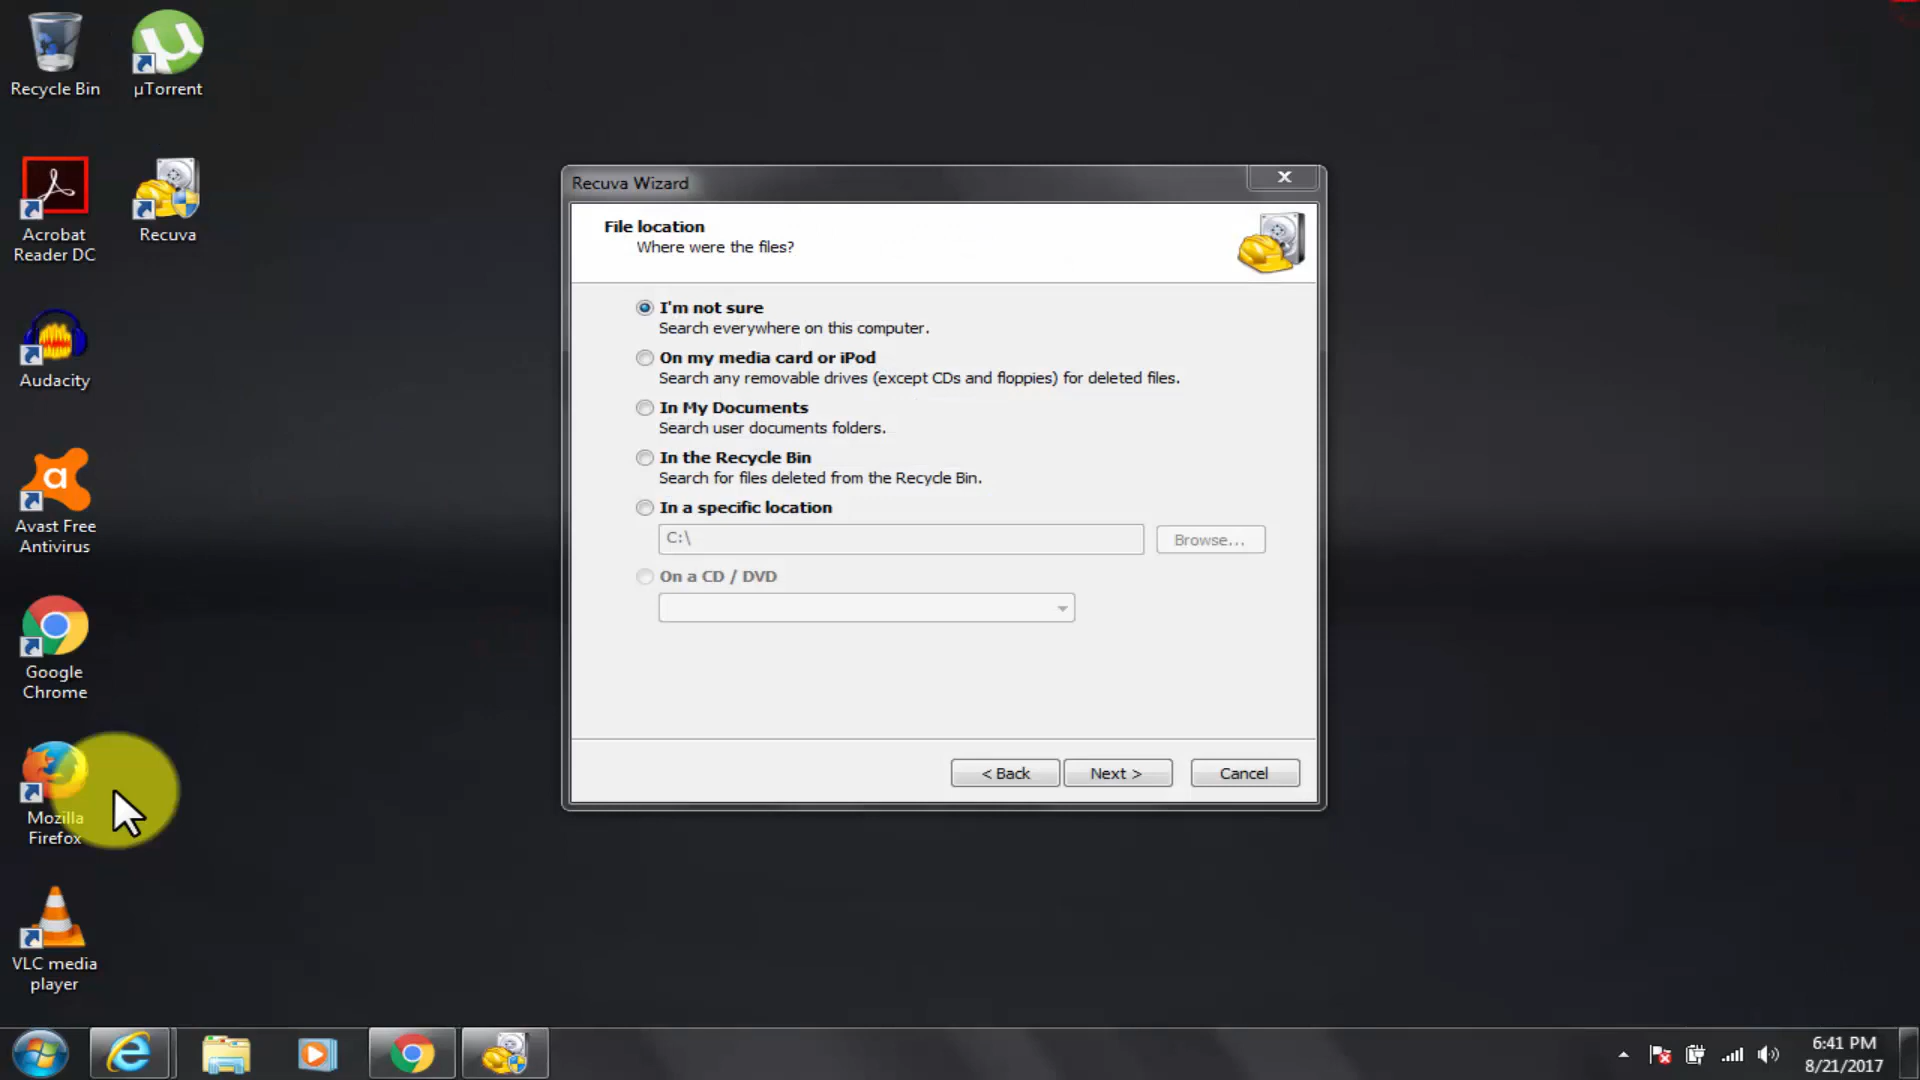 Recycle Bin
µTorrent
Acrobat
Reader DC
Recuva
Audacity
Avast Free
Antivirus
Google
Chrome
Mozilla
Firefox
VLC media
player
Recuva Wizard
File location
Where were the files?
I'm not sure
Search everywhere on this computer.
On my media card or iPod
Search any removable drives (except CDs and floppies) for deleted files.
In My Documents
Search user documents folders.
In the Recycle Bin
Search for files deleted from the Recycle Bin.
In a specific location
C:\
Browse...
On a CD / DVD
< Back
Next >
Cancel
6:41 PM
8/21/2017